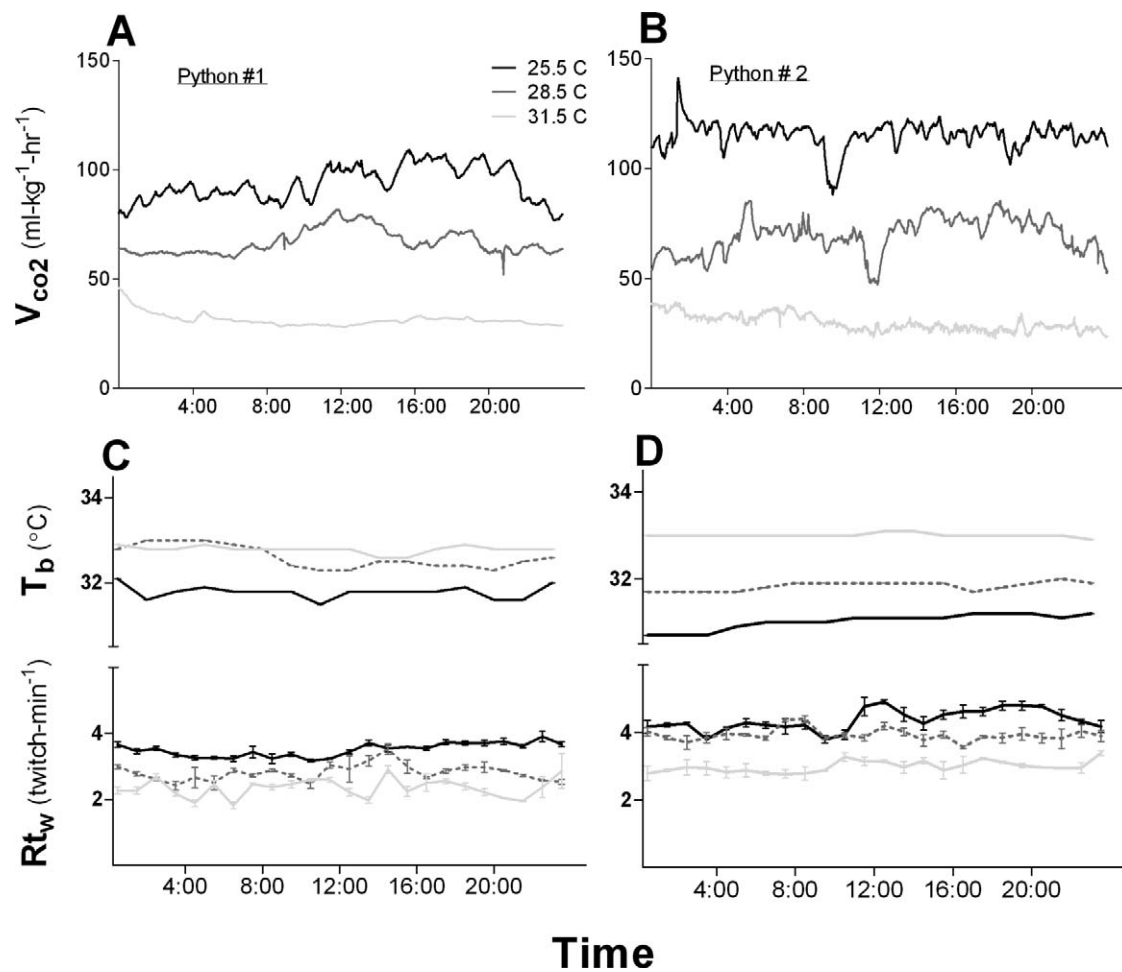 A
B
150
100
50
0
Python #1
25.5 C
28.5 C
31.5 C
150
100
50
0
Python # 2
Vco2 (ml-kg-1-hr-1)
4:00 8:00 12:00 16:00 20:00
4:00 8:00 12:00 16:00 20:00
C
D
34
32
34
32
Tb (°C)
4
2
4
2
Rtw (twitch-min-1)
4:00 8:00 12:00 16:00 20:00
4:00 8:00 12:00 16:00 20:00
Time